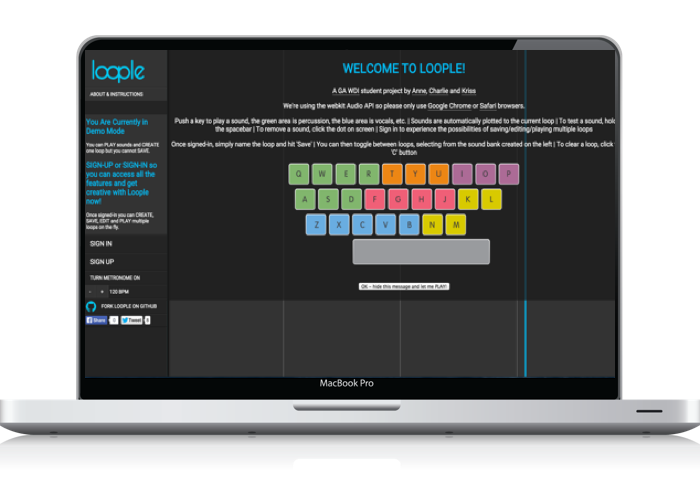 loople
ABOUT & INSTRUCTIONS
You Are Currently in
Demo Mode
You can PLAY sounds and CREATE
one loop but you cannot SAVE.
SIGN-UP or SIGN-IN so
you can access all the
features and get
creative with Loople
now!
Once signed-in you can CREATE,
SAVE, EDIT and PLAY multiple
loops on the fly.
SIGN IN
SIGN UP
TURN METRONOME ON
- + 120 BPM
FORK LOOPLE ON GITHUB
Share Tweet
WELCOME TO LOOPLE!
A GA WDI student project by Anne, Charlie and Kriss
We're using the webkit Audio API so please only use Google Chrome or Safari browsers.
Push a key to play a sound, the green area is percussion, the blue area is vocals, etc. | Sounds are automatically plotted to the current loop | To test a sound, hold
the spacebar | To remove a sound, click the dot on screen | Sign in to experience the possibilities of saving/editing/playing multiple loops
Once signed-in, simply name the loop and hit 'Save' | You can then toggle between loops, selecting from the sound bank created on the left | To clear a loop, click
'C' button
Q W E R T Y U I O P
A S D F G H J K L
Z X C V B N M
OK - hide this message and let me PLAY!
MacBook Pro